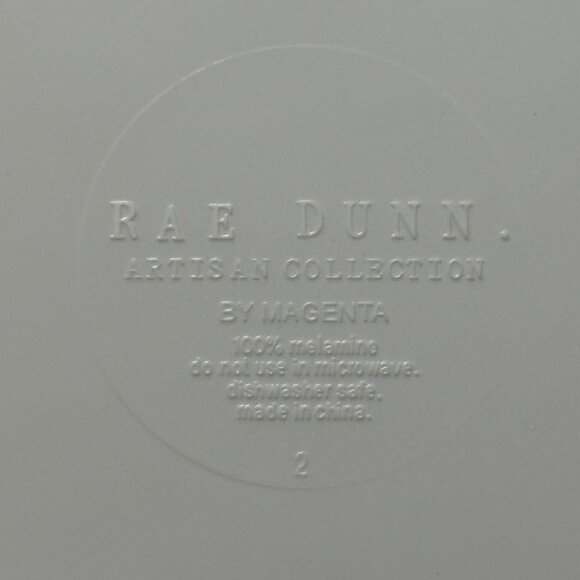 RAE DUNN.
ARTISAN COLLECTION
BY MAGENTA
100% melamine
do not use in microwave.
dishwasher safe.
made in china.
2